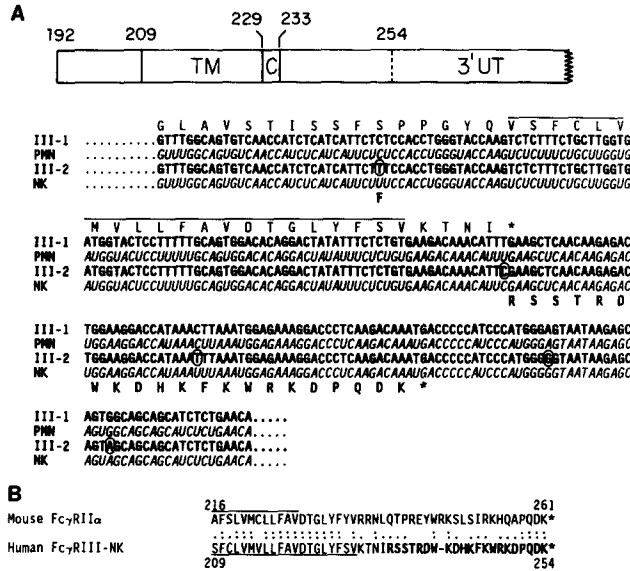 A
192 209 229 233 254
TM C 3'UT
G L A V S T I S S F S P P G Y Q V S F C L V
III-1 ..........GTTTGGCAGTGTCAACCATCTCATCATTCTCTCCACCTGGGTACCAAGTCTCTTTCTGCTTGGTG
PMN GUUUGGCAGUGUCAACCAUCUCAUCAUUCUCUCCACCUGGGUACCAAGUCUCUUUCUGCUUGGUG
III-2 ..........GTTTGGCAGTGTCAACCATCTCATCATTCTTTCCACCTGGGTACCAAGTCTCTTTCTGCTTGGTG
NK GUUUGGCAGUGUCAACCAUCUCAUCAUUCUUUCCACCUGGGUACCAAGUCUCUUUCUGCUUGGUG
F
M V L L F A V D T G L Y F S V K T N I *
III-1 ATGGTACTCCTTTTTGCAGTGGACACAGGACTATATTTCTCTGTGAAGACAAACATTTGAAGCTCAACAAGAGAC
PMN AUGGUACUCCUUUUUGCAGUGGACACAGGACUAUAUUUCUCUGUGAAGACAAACAUUUGAAGCUCAACAAGAGAC
III-2 ATGGTACTCCTTTTTGCAGTGGACACAGGACTATATTTCTCTGTGAAGACAAACATTCGAAGCTCAACAAGAGAC
NK AUGGUACUCCUUUUUGCAGUGGACACAGGACUAUAUUUCUCUGUGAAGACAAACAUUCGAAGCUCAACAAGAGAC
R S S T R D
III-1 TGGAAGGACCATAAACTTAAATGGAGAAAGGACCCTCAAGACAAATGACCCCCATCCCATGGGAGTAATAAGAGC
PMN UGGAAGGACCAUAAACUUAAAUGGAGAAAGGACCCUCAAGACAAAUGACCCCCAUCCCAUGGGAGUAAUAAGAGC
III-2 TGGAAGGACCATAAATTTAAATGGAGAAAGGACCCTCAAGACAAATGACCCCCATCCCATGGGGGTAATAAGAGC
NK UGGAAGGACCAUAAAUUUAAAUGGAGAAAGGACCCUCAAGACAAAUGACCCCCAUCCCAUGGGGGUAAUAAGAGC
W K D H K F K W R K D P Q D K *
III-1 AGTGGCAGCAGCATCTCTGAACA.....
PMN AGUGGCAGCAGCAUCUCUGAACA.....
III-2 AGTAGCAGCAGCATCTCTGAACA.....
NK AGUAGCAGCAGCAUCUCUGAACA.....
B
216 261
Mouse FcγRIIα AFSLVMCLLFAVDTGLYFYVRRNLQTPREYWRKSLSIRKHQAPQDK*
Human FcγRIII-NK SFCLVMVLLFAVDTGLYFSVKTNIRSSTRDW-KDHKFKWRKDPQDK*
209 254